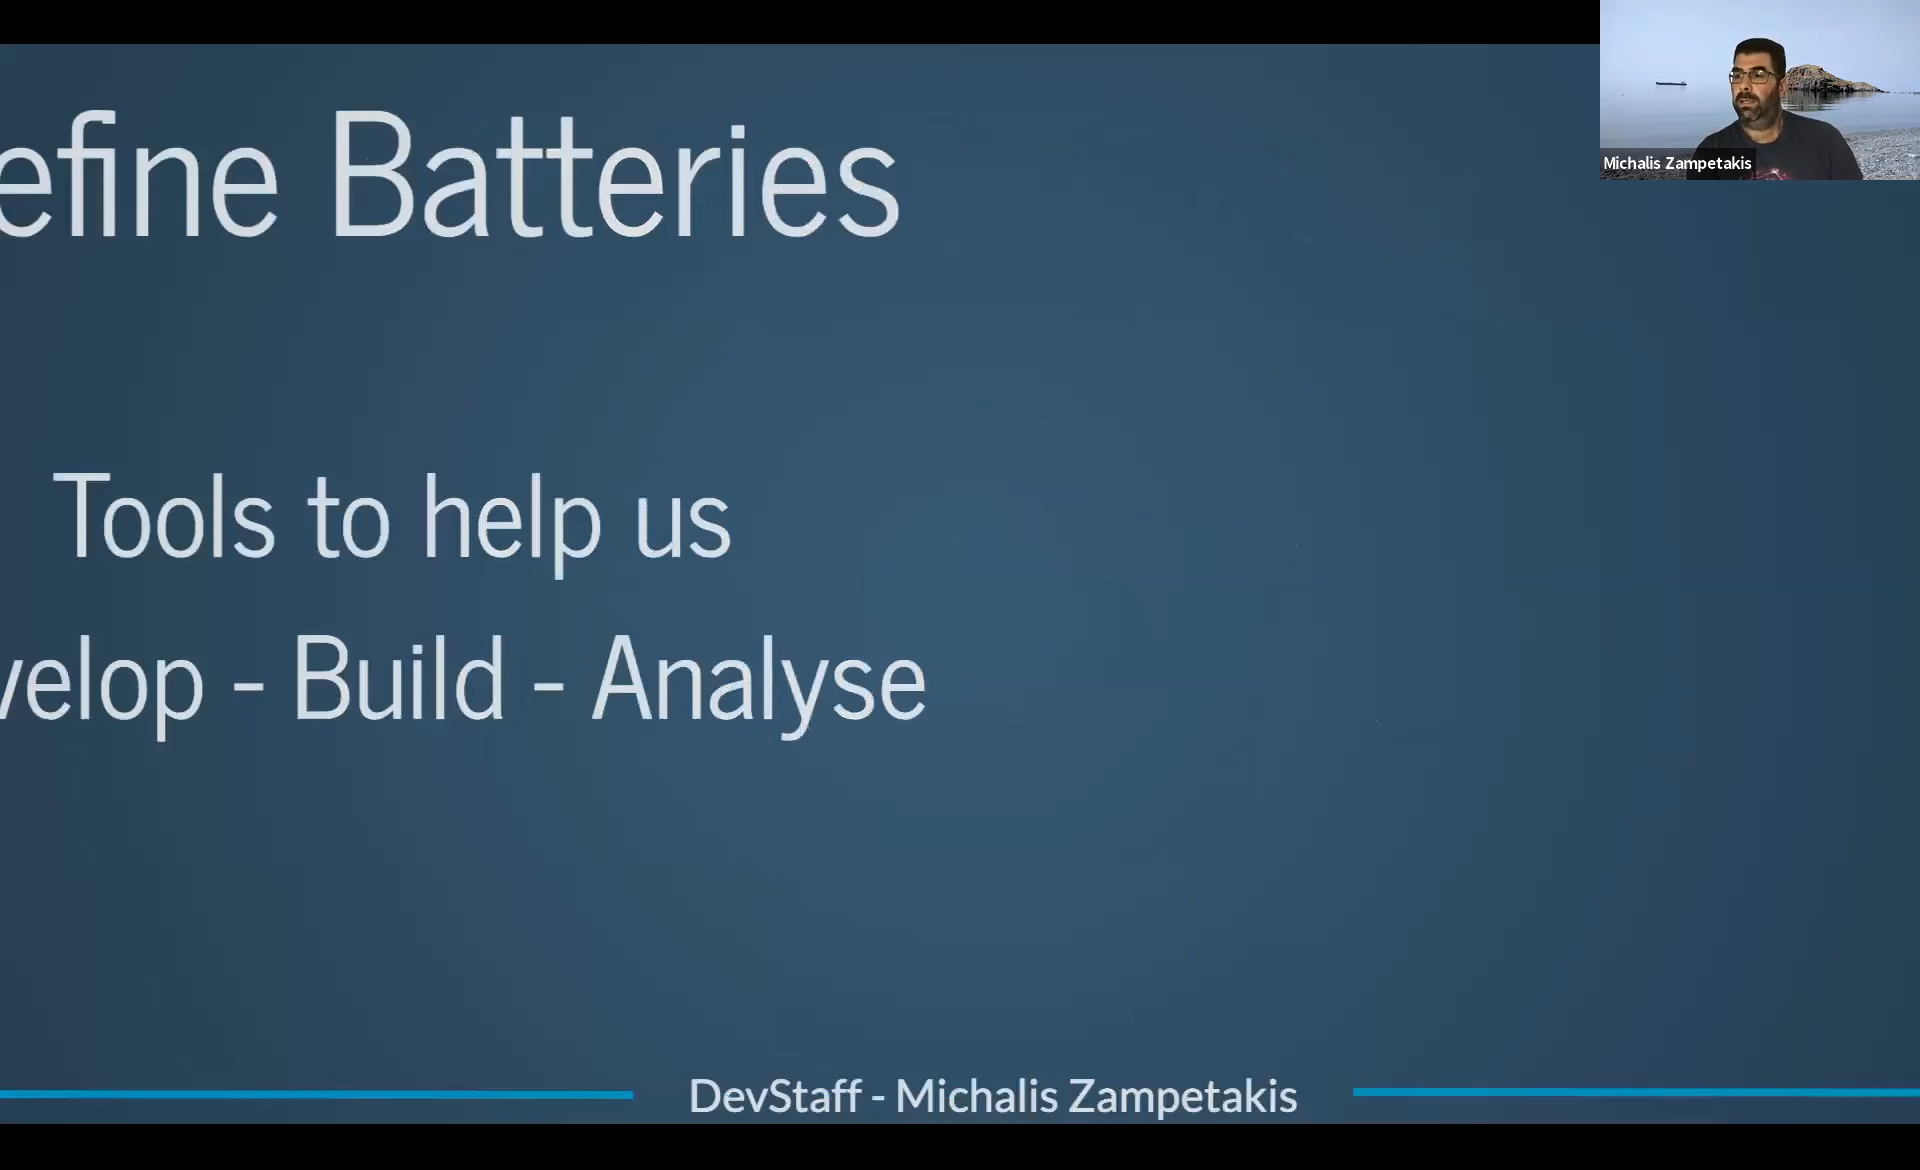 efine Batteries
Michalis Zampetakis
Tools to help us
velop - Build - Analyse
DevStaff - Michalis Zampetakis